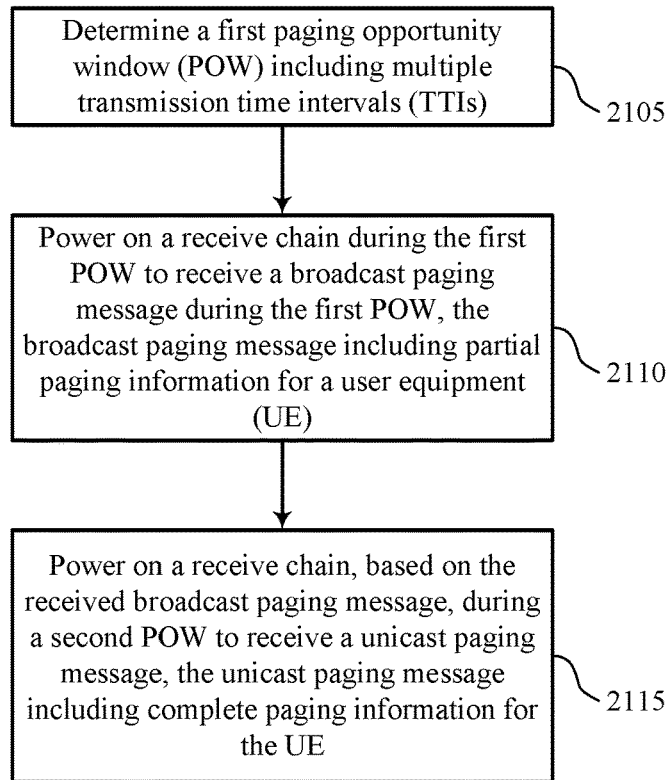 Determine a first paging opportunity
window (POW) including multiple
transmission time intervals (TTIs)
2105
Power on a receive chain during the first
POW to receive a broadcast paging
message during the first POW, the
broadcast paging message including partial
paging information for a user equipment
(UE)
2110
Power on a receive chain, based on the
received broadcast paging message, during
a second POW to receive a unicast paging
message, the unicast paging message
including complete paging information for
the UE
2115